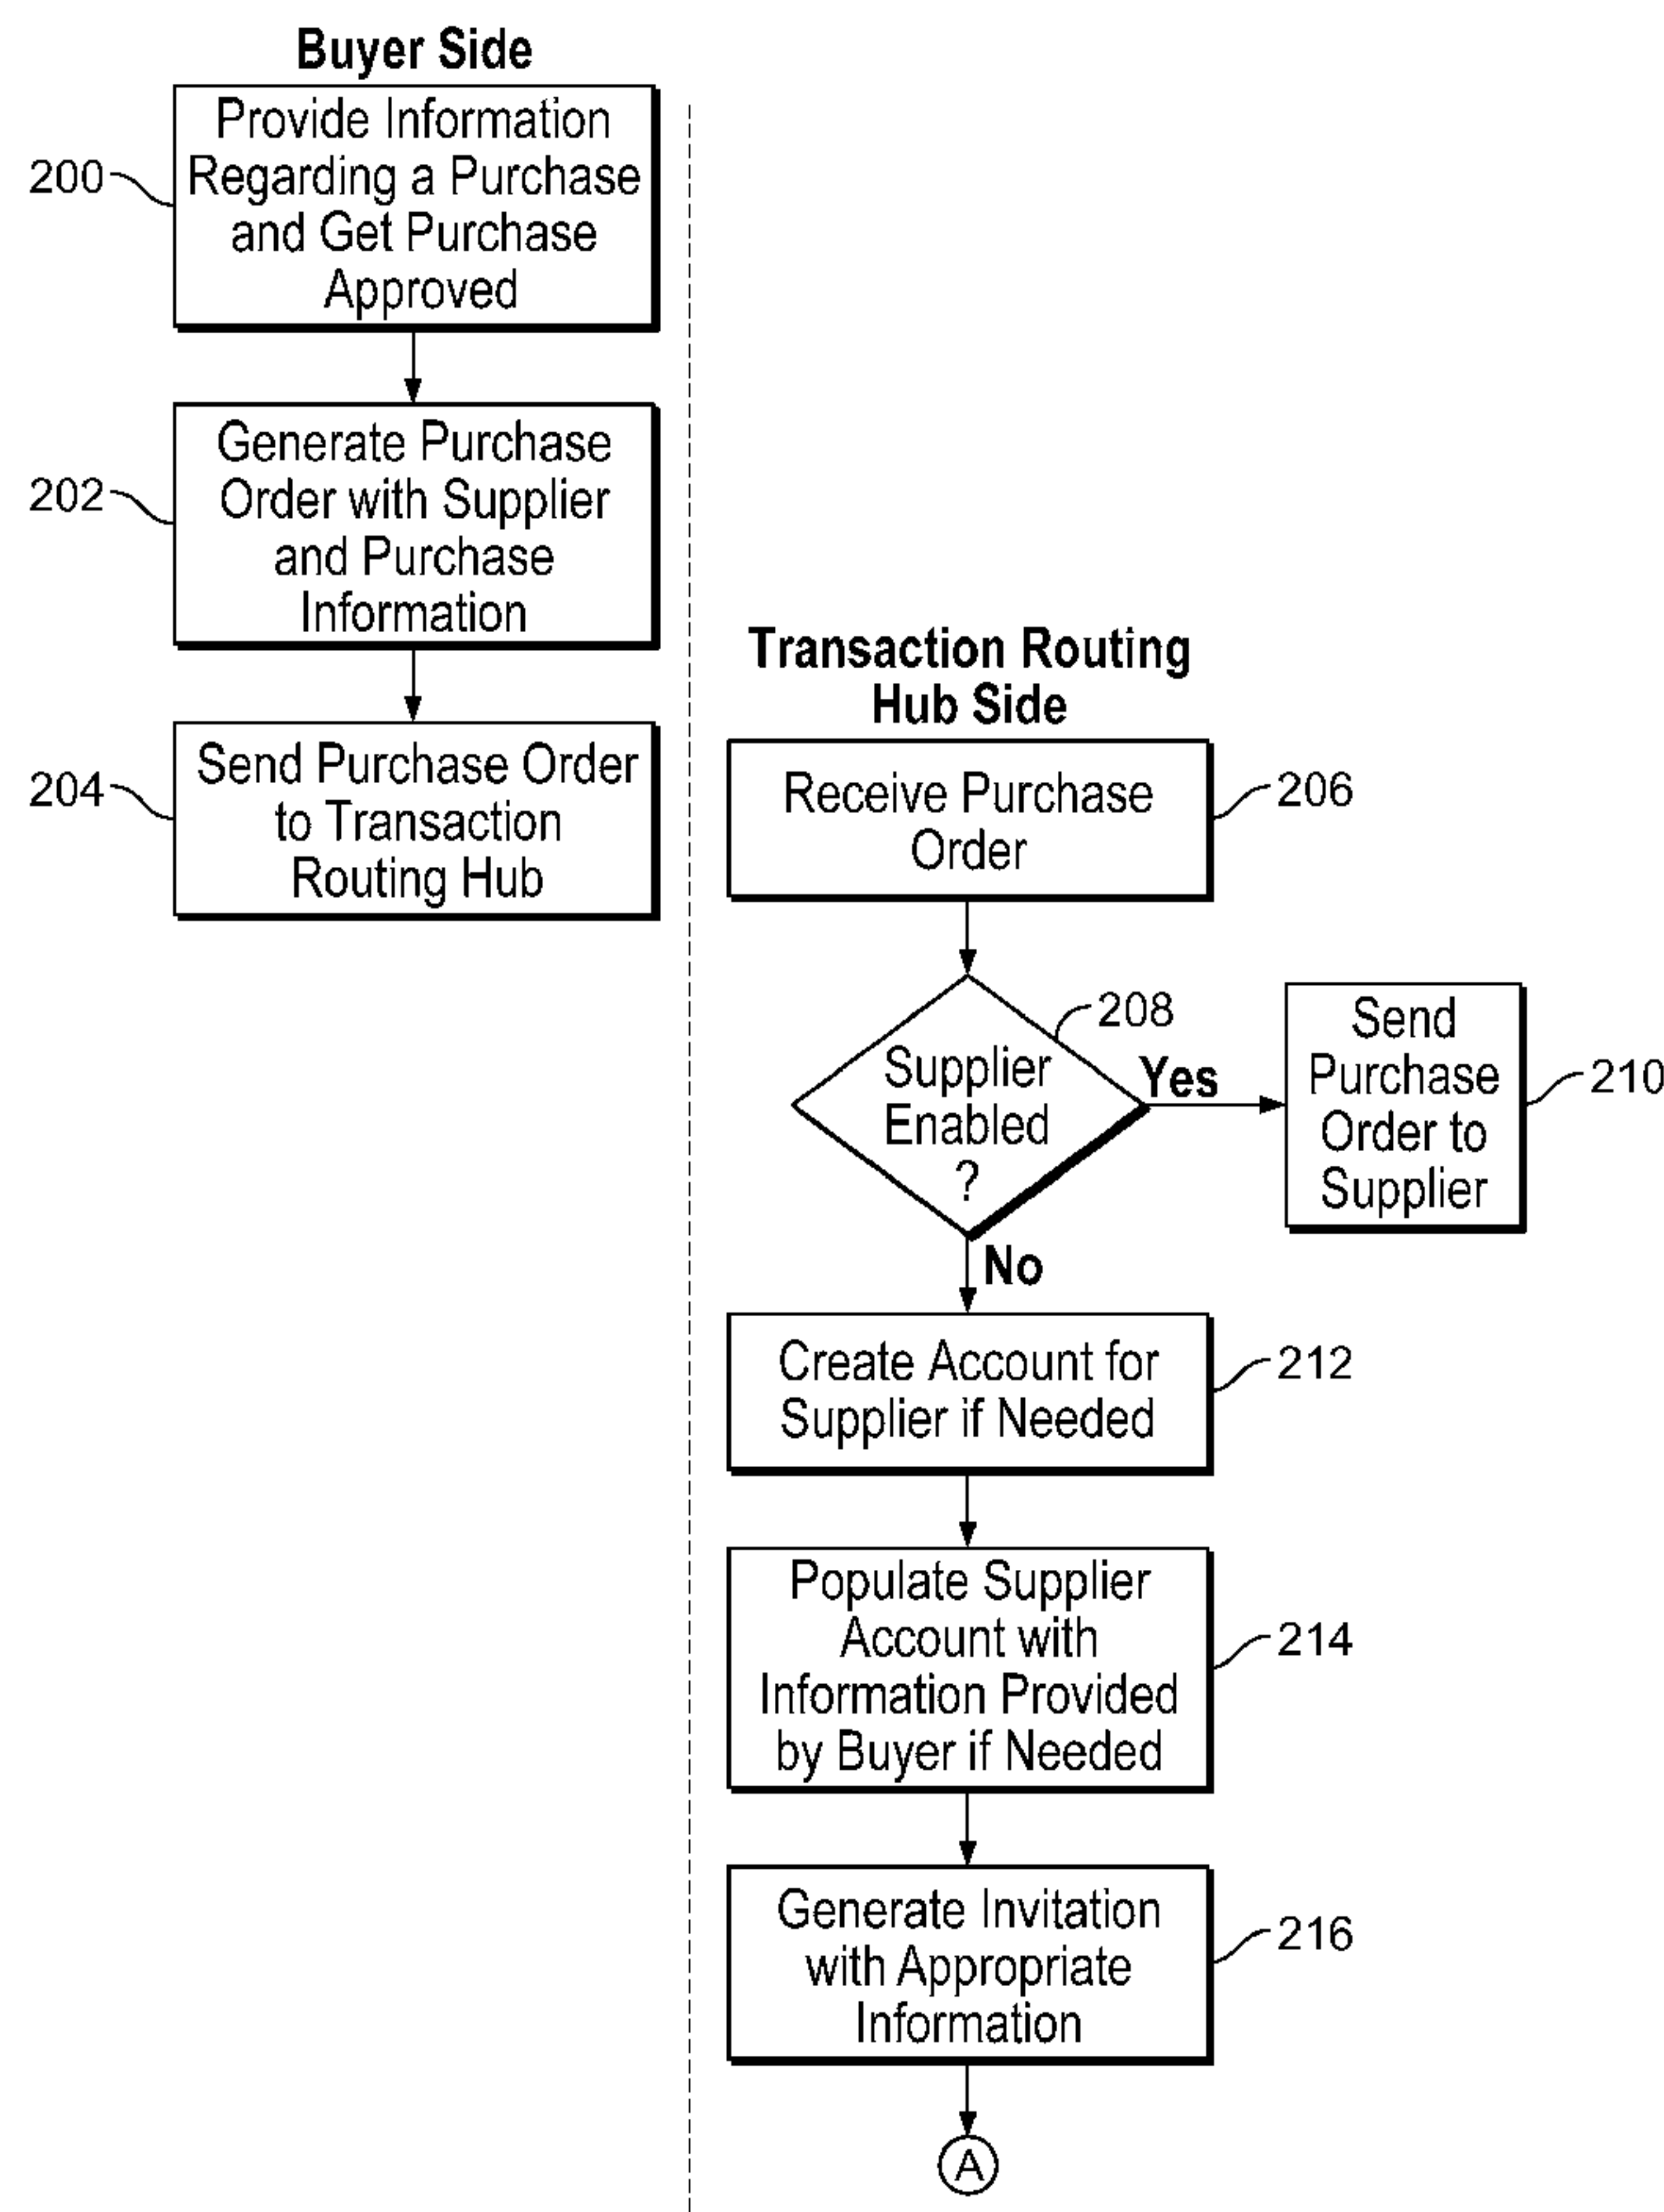 Buyer Side
Provide Information
Regarding a Purchase
and Get Purchase
Approved
200
Generate Purchase
Order with Supplier
and Purchase
Information
202
Send Purchase Order
to Transaction
Routing Hub
204
Transaction Routing
Hub Side
Receive Purchase
Order
206
208
Supplier
Enabled
?
Yes
Send
Purchase
Order to
Supplier
210
No
Create Account for
Supplier if Needed
212
Populate Supplier
Account with
Information Provided
by Buyer if Needed
214
Generate Invitation
with Appropriate
Information
216
A